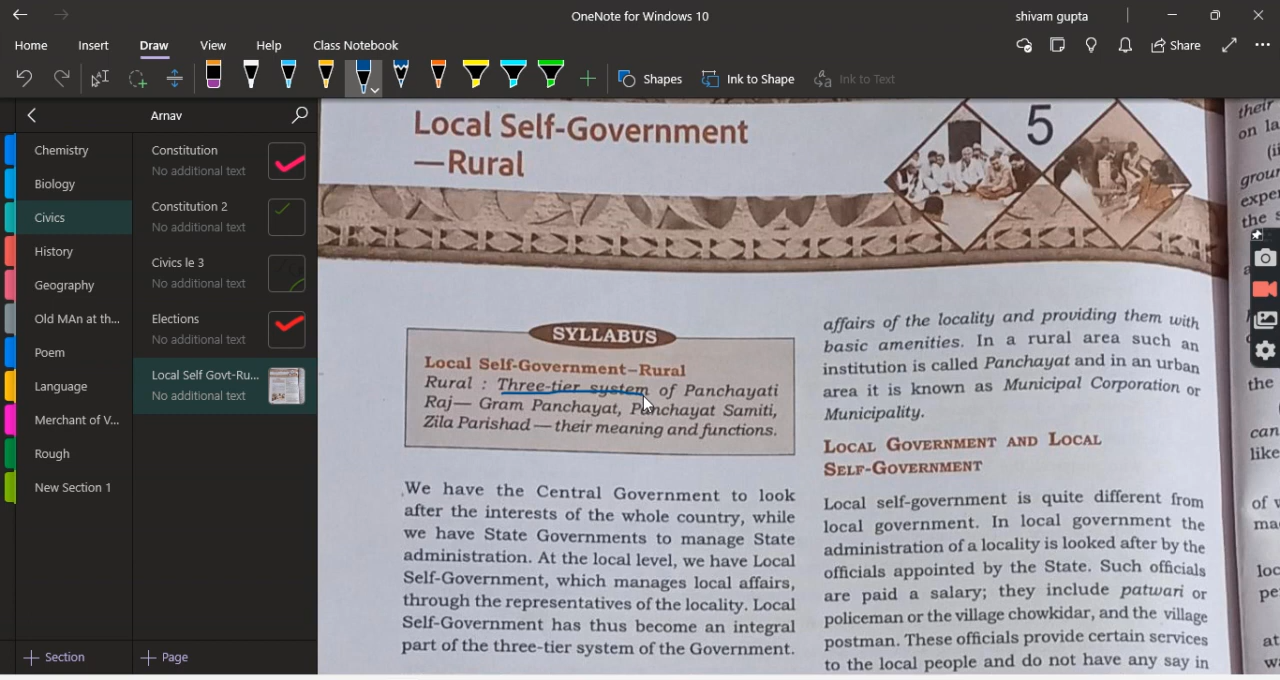 OneNote for Windows 10
shivam gupta
Home
Insert
Draw
View
Help
Class Notebook
Share
Shapes
Ink to Shape
Ink to Text
Arnav
Chemistry
Biology
Civics
History
Geography
Old MAn at th...
Poem
Language
Merchant of V...
Rough
New Section 1
Section
Constitution
No additional text
Constitution 2
No additional text
Civics le 3
No additional text
Elections
No additional text
Local Self Govt-Ru...
No additional text
Page
Local Self-Government
—Rural
5
SYLLABUS
Local Self-Government–Rural
Rural : Three-tier system of Panchayati
Raj— Gram Panchayat, Panchayat Samiti,
Zila Parishad — their meaning and functions.
We have the Central Government to look
after the interests of the whole country, while
we have State Governments to manage State
administration. At the local level, we have Local
Self-Government, which manages local affairs,
through the representatives of the locality. Local
Self-Government has thus become an integral
part of the three-tier system of the Government.
affairs of the locality and providing them with
basic amenities. In a rural area such an
institution is called Panchayat and in an urban
area it is known as Municipal Corporation or
Municipality.
LOCAL GOVERNMENT AND LOCAL
SELF-GOVERNMENT
Local self-government is quite different from
local government. In local government the
administration of a locality is looked after by the
officials appointed by the State. Such officials
are paid a salary; they include patwari or
policeman or the village chowkidar, and the village
postman. These officials provide certain services
to the local people and do not have any say in
their
on la
the
can
like
of